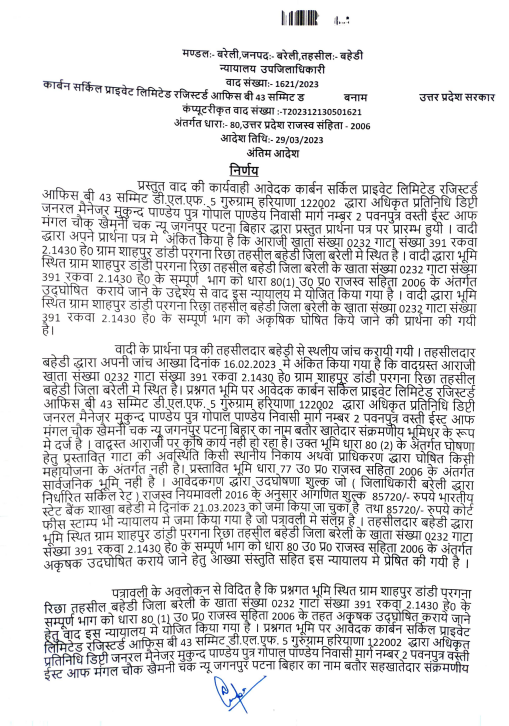 मण्डल:- बरेली,जनपद:- बरेली,तहसील:- बहेडी
न्यायालय उपजिलाधिकारी
वाद संख्या:- 1621/2023
कार्बन सर्किल प्राइवेट लिमिटेड रजिस्टर्ड आफिस बी 43 सम्मिट ड बनाम उत्तर प्रदेश सरकार
कंप्यूटरीकृत वाद संख्या :-T202312130501621
अंतर्गत धारा:- 80,उत्तर प्रदेश राजस्व संहिता - 2006
आदेश तिथि:- 29/03/2023
अंतिम आदेश
निर्णय
प्रस्तुत वाद की कार्यवाही आवेदक कार्बन सर्किल प्राइवेट लिमिटेड रजिस्टर्ड
आफिस बी 43 सम्मिट डी.एल.एफ. 5 गुरुग्राम हरियाणा 122002 द्वारा अधिकृत प्रतिनिधि डिप्टी
जनरल मैनेजर मुकुन्द पाण्डेय पुत्र गोपाल पाण्डेय निवासी मार्ग नम्बर 2 पवनपुत्र वस्ती ईस्ट आफ
मंगल चौक खेमनी चक न्यू जगनपुर पटना बिहार द्वारा प्रस्तुत प्रार्थना पत्र पर प्रारम्भ हुयी । वादी
द्वारा अपने प्रार्थना पत्र मे अंकित किया है कि आराजी खाता संख्या 0232 गाटा संख्या 391 रकवा
2.1430 हे0 ग्राम शाहपुर डांडी परगना रिछा तहसील बहेडी जिला बरेली मे स्थित है । वादी द्वारा भूमि
स्थित ग्राम शाहपुर डांडी परगना रिछा तहसील बहेडी जिला बरेली के खाता संख्या 0232 गाटा संख्या
391 रकवा 2.1430 हे0 के सम्पूर्ण भाग को धारा 80(1) उ0 प्र0 राजस्व संहिता 2006 के अंतर्गत
उदघोषित कराये जाने के उद्देश्य से वाद इस न्यायालय में योजित किया गया है । वादी द्वारा भूमि
स्थित ग्राम शाहपुर डांडी परगना रिछा तहसील बहेडी जिला बरेली के खाता संख्या 0232 गाटा संख्या
391 रकवा 2.1430 हे0 के सम्पूर्ण भाग को अकृषिक घोषित किये जाने की प्रार्थना की गयी
है।
वादी के प्रार्थना पत्र की तहसीलदार बहेडी से स्थलीय जांच करायी गयी । तहसीलदार
बहेडी द्वारा अपनी जांच आख्या दिनांक 16.02.2023 मे अंकित किया गया है कि वादग्रस्त आराजी
खाता संख्या 0232 गाटा संख्या 391 रकवा 2.1430 हे0 ग्राम शाहपुर डांडी परगना रिछा तहसील
बहेडी जिला बरेली मे स्थित है। प्रश्नगत भूमि पर आवेदक कार्बन सर्किल प्राइवेट लिमिटेड रजिस्टर्ड
आफिस बी 43 सम्मिट डी.एल.एफ. 5 गुरुग्राम हरियाणा 122002 द्वारा अधिकृत प्रतिनिधि डिप्टी
जनरल मैनेजर मुकुन्द पाण्डेय पुत्र गोपाल पाण्डेय निवासी मार्ग नम्बर 2 पवनपुत्र वस्ती ईस्ट आफ
मंगल चौक खेमनी चक न्यू जगनपुर पटना बिहार का नाम बतौर खातेदार संक्रमणीय भूमिधर के रूप
मे दर्ज है । वादग्रस्त आराजी पर कृषि कार्य नही हो रहा है। उक्त भूमि धारा 80 (2) के अंतर्गत घोषणा
हेतु प्रस्तावित गाटा की अवस्थिति किसी स्थानीय निकाय अथवा प्राधिकरण द्वारा घोषित किसी
महायोजना के अंतर्गत नही है। प्रस्तावित भूमि धारा 77 उ0 प्र0 राजस्व सहिता 2006 के अंतर्गत
सार्वजनिक भूमि नही है । आवेदकगण द्वारा उदघोषणा शुल्क जो ( जिलाधिकारी बरेली द्वारा
निर्धारित सर्किल रेट ) राजस्व नियमावली 2016 के अनुसार आगणित शुल्क 85720/- रुपये भारतीय
स्टेट बैंक शाखा बहेडी मे दिनांक 21.03.2023 को जमा किया जा चुका है तथा 85720/- रुपये कोर्ट
फीस स्टाम्प भी न्यायालय मे जमा किया गया है जो पत्रावली मे संलग्न है । तहसीलदार बहेडी द्वारा
भूमि स्थित ग्राम शाहपुर डांडी परगना रिछा तहसील बहेडी जिला बरेली के खाता संख्या 0232 गाटा
संख्या 391 रकवा 2.1430 हे0 के सम्पूर्ण भाग को धारा 80 उ0 प्र0 राजस्व संहिता 2006 के अंतर्गत
अकृषक उदघोषित कराये जाने हेतु आख्या संस्तुति सहित इस न्यायालय मे प्रेषित की गयी है ।
पत्रावली के अवलोकन से विदित है कि प्रश्नगत भूमि स्थित ग्राम शाहपुर डांडी परगना
रिछा तहसील बहेडी जिला बरेली के खाता संख्या 0232 गाटा संख्या 391 रकवा 2.1430 हे0 के
सम्पूर्ण भाग को धारा 80 (1) उ0 प्र0 राजस्व संहिता 2006 के तहत अकृषक उदघोषित कराये जाने
हेतु वाद इस न्यायालय मे योजित किया गया है । प्रश्नगत भूमि पर आवेदक कार्बन सर्किल प्राइवेट
लिमिटेड रजिस्टर्ड आफिस बी 43 सम्मिट डी.एल.एफ. 5 गुरुग्राम हरियाणा 122002 द्वारा अधिकृत
प्रतिनिधि डिप्टी जनरल मैनेजर मुकुन्द पाण्डेय पुत्र गोपाल पाण्डेय निवासी मार्ग नम्बर 2 पवनपुत्र वस्ती
ईस्ट आफ मंगल चौक खेमनी चक न्यू जगनपुर पटना बिहार का नाम बतौर सहखातेदार संक्रमणीय